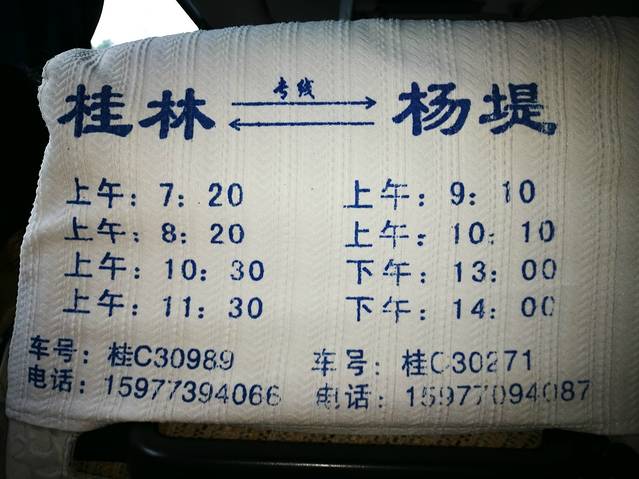 专线
桂林 杨堤
上午：7：20 上午：9：10
上午：8：20 上午：10：10
上午：10：30 下午：13：00
上午：11：30 下午：14：00
车号：桂C30989 车号：桂C30271
电话：15977394066 电话：15977094087